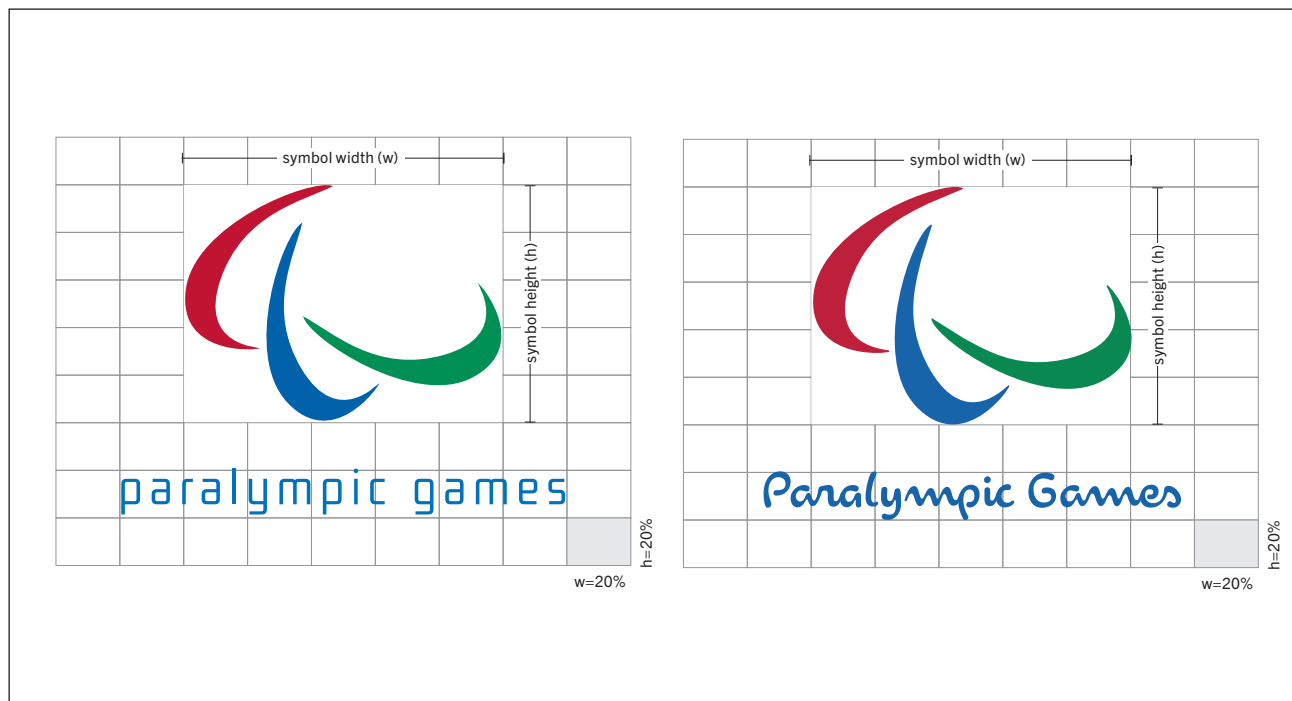 symbol width (w)
symbol height (h)
paralympic games
h=20%
w=20%
symbol width (w)
symbol height (h)
Paralympic Games
h=20%
w=20%